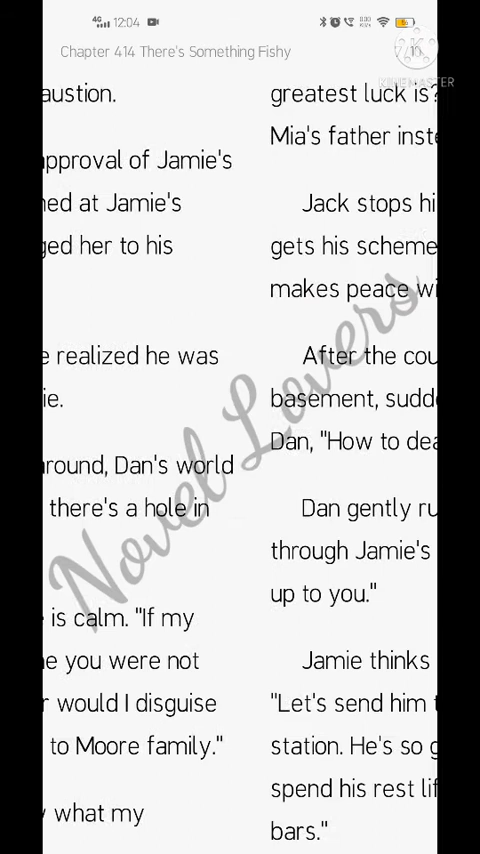 4G 12:04
Chapter 414 There's Something Fishy
KINEMASTER
austion.
approval of Jamie's
ned at Jamie's
ged her to his
e realized he was
ie.
around, Dan's world
there's a hole in
is calm. "If my
e you were not
r would I disguise
to Moore family."
y what my
greatest luck is?
Mia's father inste
Jack stops hi
gets his scheme
makes peace wi
After the cou
basement, sudd
Dan, "How to dea
Dan gently ru
through Jamie's
up to you."
Jamie thinks
"Let's send him t
station. He's so g
spend his rest lif
bars."
Novel Lovers